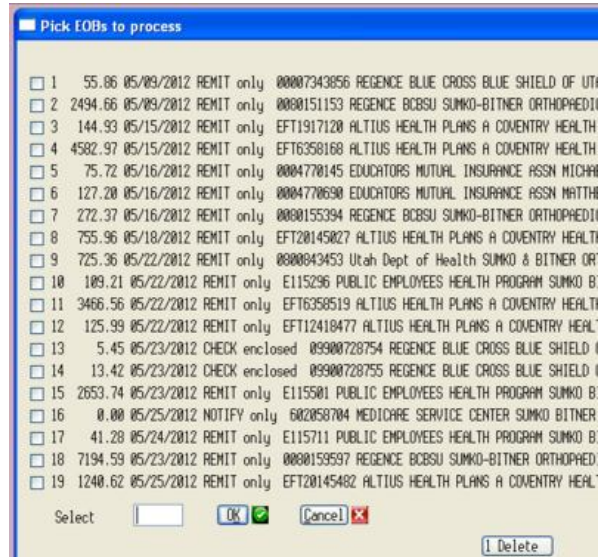 Pick EOBs to process
1 55.86 05/09/2012 REMIT only 00007343856 REGENCE BLUE CROSS BLUE SHIELD OF UTA
2 2494.66 05/09/2012 REMIT only 0080151153 REGENCE BCBSU SUMKO-BITNER ORTHOPAEDI
3 144.93 05/15/2012 REMIT only EFT1917120 ALTIUS HEALTH PLANS A COVENTRY HEALTH
4 4582.97 05/15/2012 REMIT only EFT6358168 ALTIUS HEALTH PLANS A COVENTRY HEALTH
5 75.72 05/16/2012 REMIT only 0004770145 EDUCATORS MUTUAL INSURANCE ASSN MICHAE
6 127.20 05/16/2012 REMIT only 0004770690 EDUCATORS MUTUAL INSURANCE ASSN MATTHE
7 272.37 05/16/2012 REMIT only 0080155394 REGENCE BCBSU SUMKO-BITNER ORTHOPAEDI
8 755.96 05/18/2012 REMIT only EFT20145027 ALTIUS HEALTH PLANS A COVENTRY HEALT
9 725.36 05/22/2012 REMIT only 0800843453 Utah Dept of Health SUMKO & BITNER ORT
10 109.21 05/22/2012 REMIT only E115296 PUBLIC EMPLOYEES HEALTH PROGRAM SUMKO BI
11 3466.56 05/22/2012 REMIT only EFT6358519 ALTIUS HEALTH PLANS A COVENTRY HEALT
12 125.99 05/22/2012 REMIT only EFT12418477 ALTIUS HEALTH PLANS A COVENTRY HEAL
13 5.45 05/23/2012 CHECK enclosed 09900728754 REGENCE BLUE CROSS BLUE SHIELD
14 13.42 05/23/2012 CHECK enclosed 09900728755 REGENCE BLUE CROSS BLUE SHIELD
15 2653.74 05/23/2012 REMIT only E115501 PUBLIC EMPLOYEES HEALTH PROGRAM SUMKO BI
16 0.00 05/25/2012 NOTIFY only 602058704 MEDICARE SERVICE CENTER SUMKO BITNER
17 41.28 05/24/2012 REMIT only E115711 PUBLIC EMPLOYEES HEALTH PROGRAM SUMKO BI
18 7194.59 05/23/2012 REMIT only 0080159597 REGENCE BCBSU SUMKO-BITNER ORTHOPAED
19 1240.62 05/25/2012 REMIT only EFT20145482 ALTIUS HEALTH PLANS A COVENTRY HEAL
Select OK Cancel
1 Delete